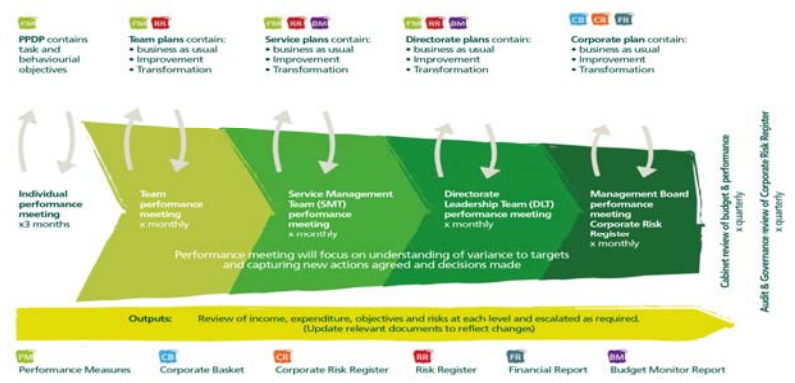 PM
PM RR
PM RR BM
PM RR BM
CB CR FR
PPDP contains
task and
behaviourial
objectives
Team plans contain:
• business as usual
• Improvement
• Transformation
Service plans contain:
• business as usual
• Improvement
• Transformation
Directorate plans contain:
• business as usual
• Improvement
• Transformation
Corporate plan contain:
• business as usual
• Improvement
• Transformation
Individual
performance
meeting
x3 months
Team
performance
meeting
x monthly
Service Management
Team (SMT)
performance
meeting
x monthly
Directorate
Leadership Team (DLT)
performance meeting
x monthly
Management Board
performance
meeting
Corporate Risk
Register
x monthly
Performance meeting will focus on understanding of variance to targets
and capturing new actions agreed and decisions made
Cabinet review of budget & performance
x quarterly
Audit & Governance review of Corporate Risk Register
x quarterly
Outputs: Review of income, expenditure, objectives and risks at each level and escalated as required.
(Update relevant documents to reflect changes)
PM
Performance Measures
CB
Corporate Basket
CR
Corporate Risk Register
RR
Risk Register
FR
Financial Report
BM
Budget Monitor Report